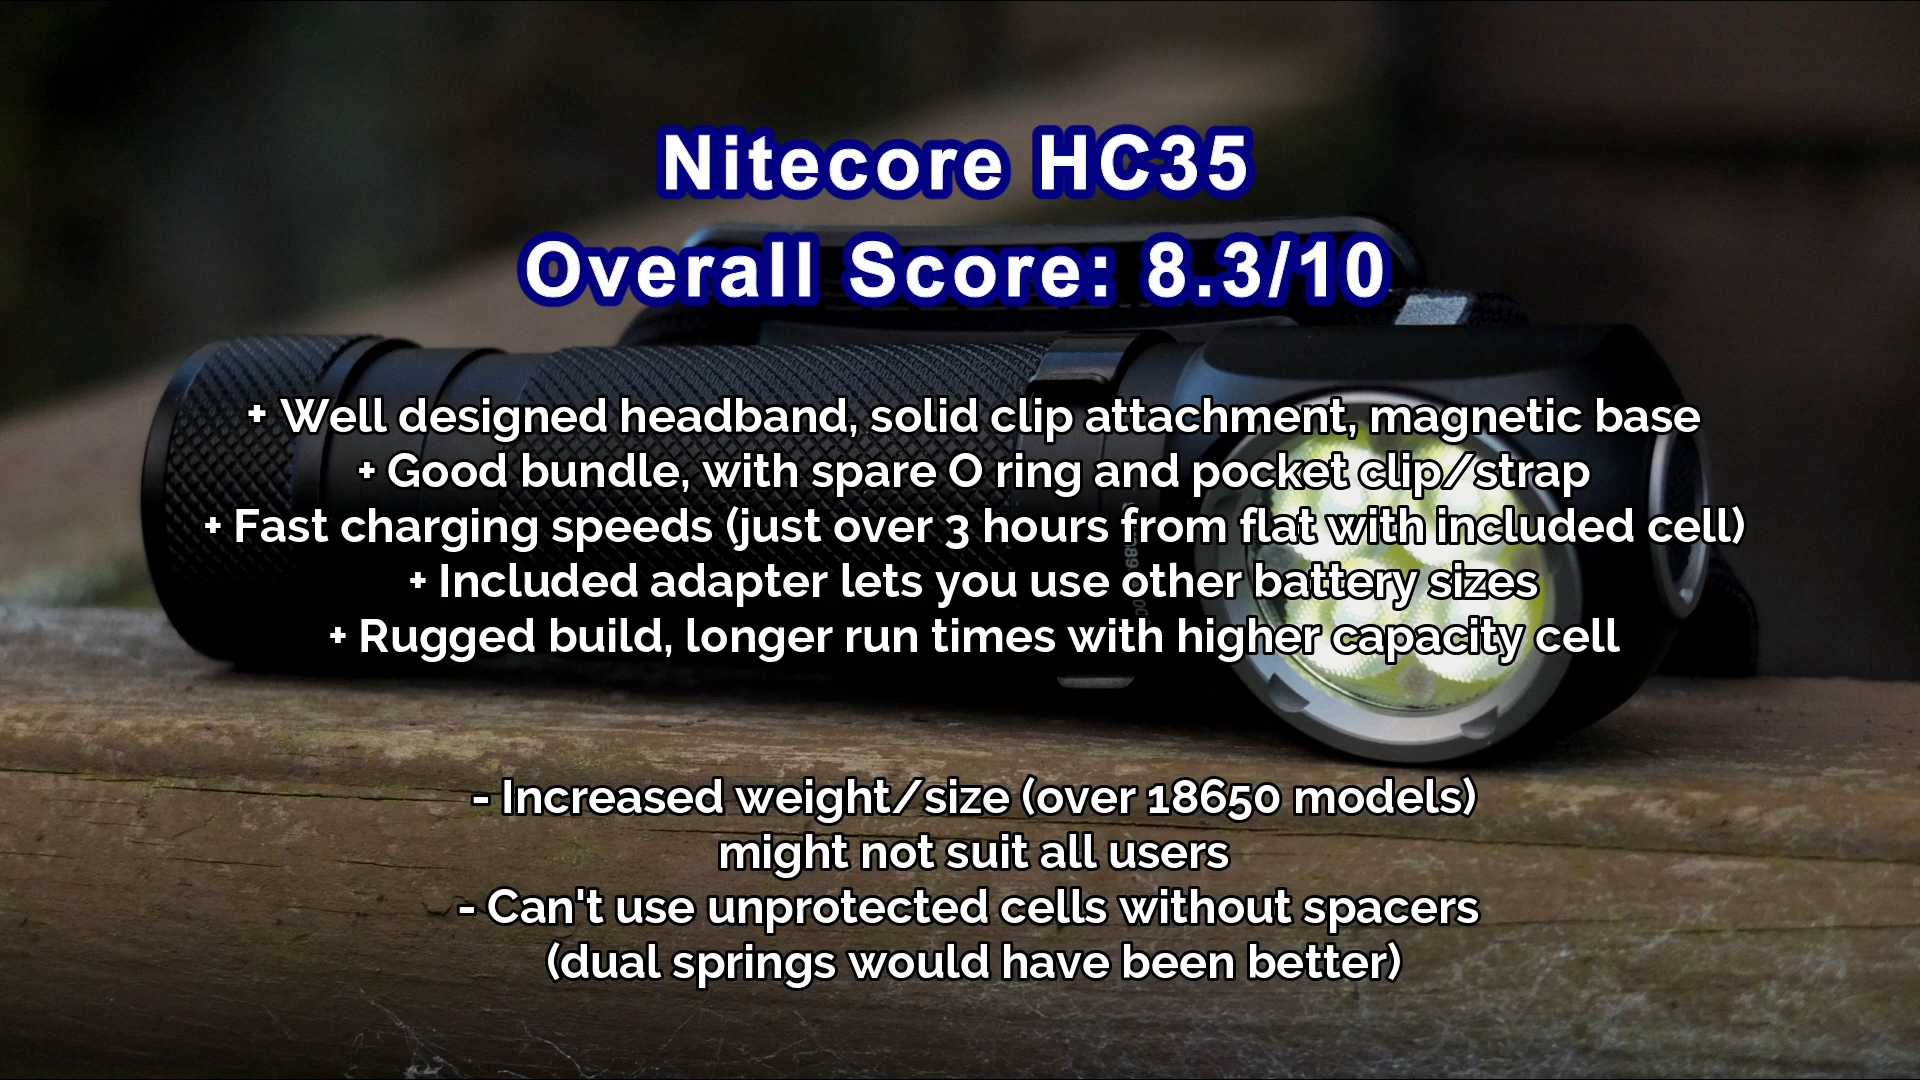 Nitecore HC35
Overall Score: 8.3/10
+ Well designed headband, solid clip attachment, magnetic base
+ Good bundle, with spare O ring and pocket clip/strap
+ Fast charging speeds (just over 3 hours from flat with included cell)
+ Included adapter lets you use other battery sizes
+ Rugged build, longer run times with higher capacity cell
- Increased weight/size (over 18650 models)
might not suit all users
- Can't use unprotected cells without spacers
(dual springs would have been better)